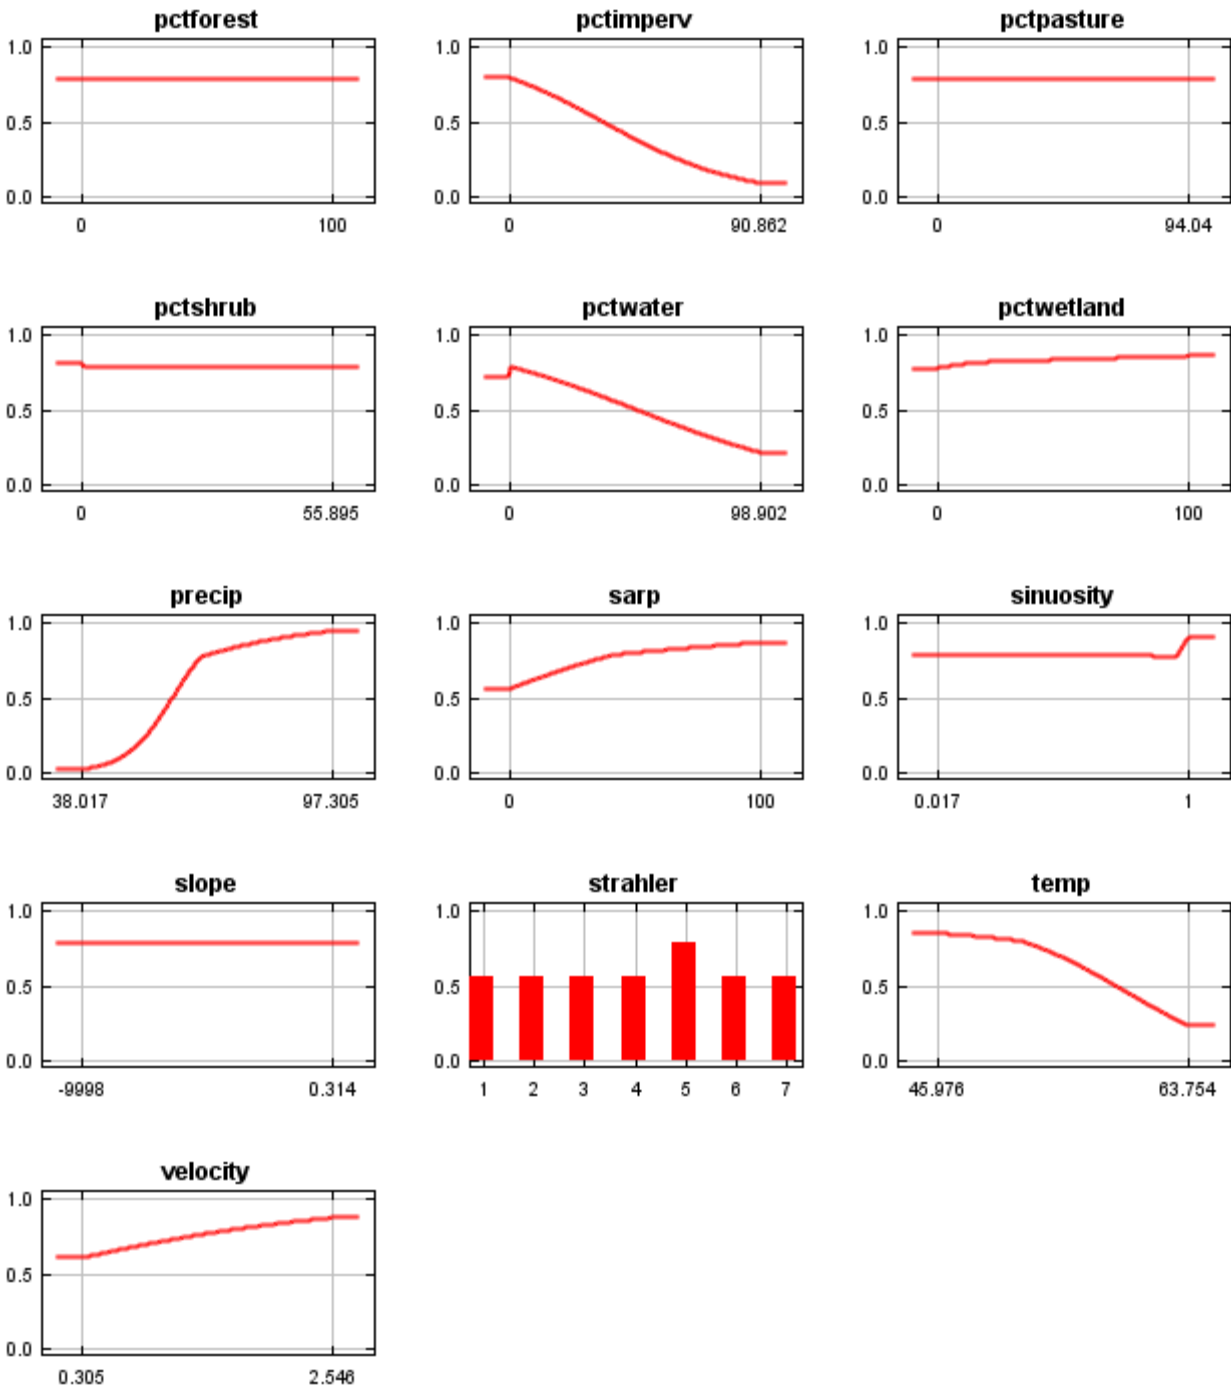 pctforest pctimperv pctpasture
1.0 1.0 1.0
0.5 0.5 0.5
0.0 0.0 0.0
0 100 0 90.862 0 94.04
pctshrub pctwater pctwetland
1.0 1.0 1.0
0.5 0.5 0.5
0.0 0.0 0.0
0 55.895 0 98.902 0 100
precip sarp sinuosity
1.0 1.0 1.0
0.5 0.5 0.5
0.0 0.0 0.0
38.017 97.305 0 100 0.017 1
slope strahler temp
1.0 1.0 1.0
0.5 0.5 0.5
0.0 0.0 0.0
-9998 0.314 1 2 3 4 5 6 7 45.976 63.754
velocity
1.0
0.5
0.0
0.305 2.546